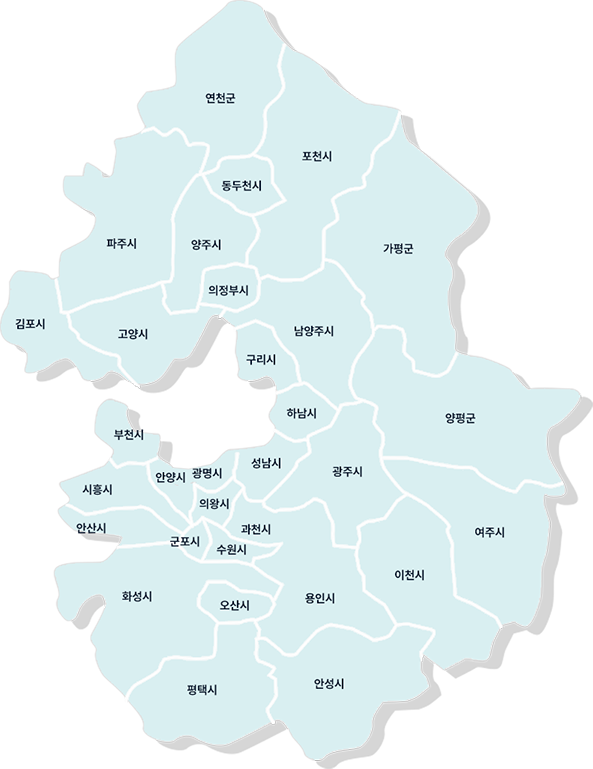 연천군
포천시
동두천시
파주시
양주시
가평군
의정부시
김포시
고양시
남양주시
구리시
하남시
양평군
부천시
성남시
안양시
광명시
광주시
시흥시
의왕시
안산시
과천시
여주시
군포시
수원시
이천시
화성시
오산시
용인시
평택시
안성시